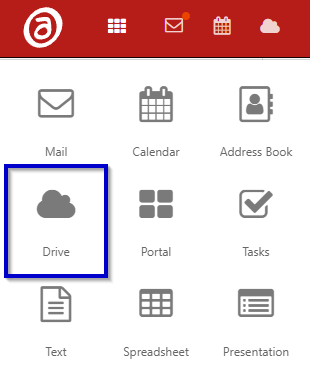 a
Mail Calendar Address Book
Drive Portal Tasks
Text Spreadsheet Presentation